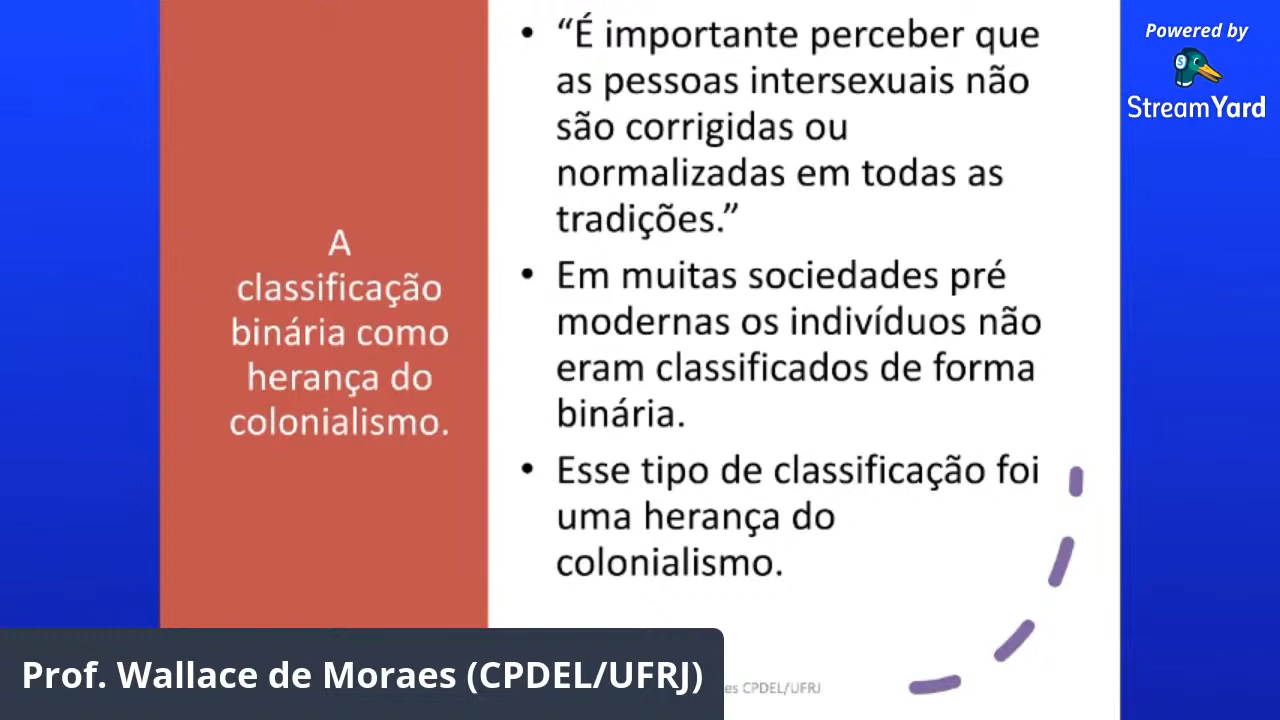 A
classificação
binária como
herança do
colonialismo.
• “É importante perceber que
as pessoas intersexuais não
são corrigidas ou
normalizadas em todas as
tradições.”
• Em muitas sociedades pré
modernas os indivíduos não
eram classificados de forma
binária.
• Esse tipo de classificação foi
uma herança do
colonialismo.
Powered by
StreamYard
Prof. Wallace de Moraes (CPDEL/UFRJ)
CPDEL/UFRJ